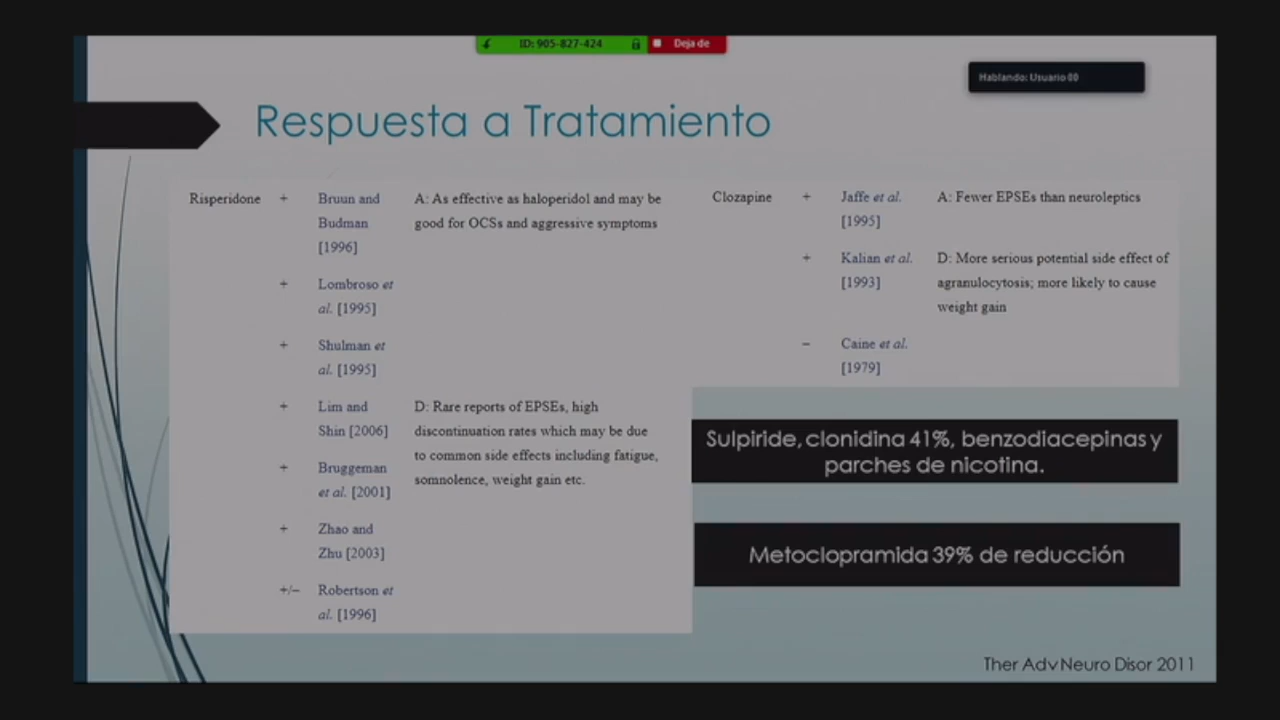 ID: 905-827-424
Deja de
Hablando: Usuario 00
Respuesta a Tratamiento
Risperidone + Bruun and A: As effective as haloperidol and may be
Budman good for OCSs and aggressive symptoms
[1996]
+ Lombroso et
al. [1995]
+ Shulman et
al. [1995]
+ Lim and D: Rare reports of EPSEs, high
Shin [2006] discontinuation rates which may be due
to common side effects including fatigue,
+ Bruggeman somnolence, weight gain etc.
et al. [2001]
+ Zhao and
Zhu [2003]
+/− Robertson et
al. [1996]
Clozapine + Jaffe et al. A: Fewer EPSEs than neuroleptics
[1995]
+ Kalian et al. D: More serious potential side effect of
[1993] agranulocytosis; more likely to cause
weight gain
− Caine et al.
[1979]
Sulpiride, clonidina 41%, benzodiacepinas y
parches de nicotina.
Metoclopramida 39% de reducción
Ther Adv Neuro Disor 2011